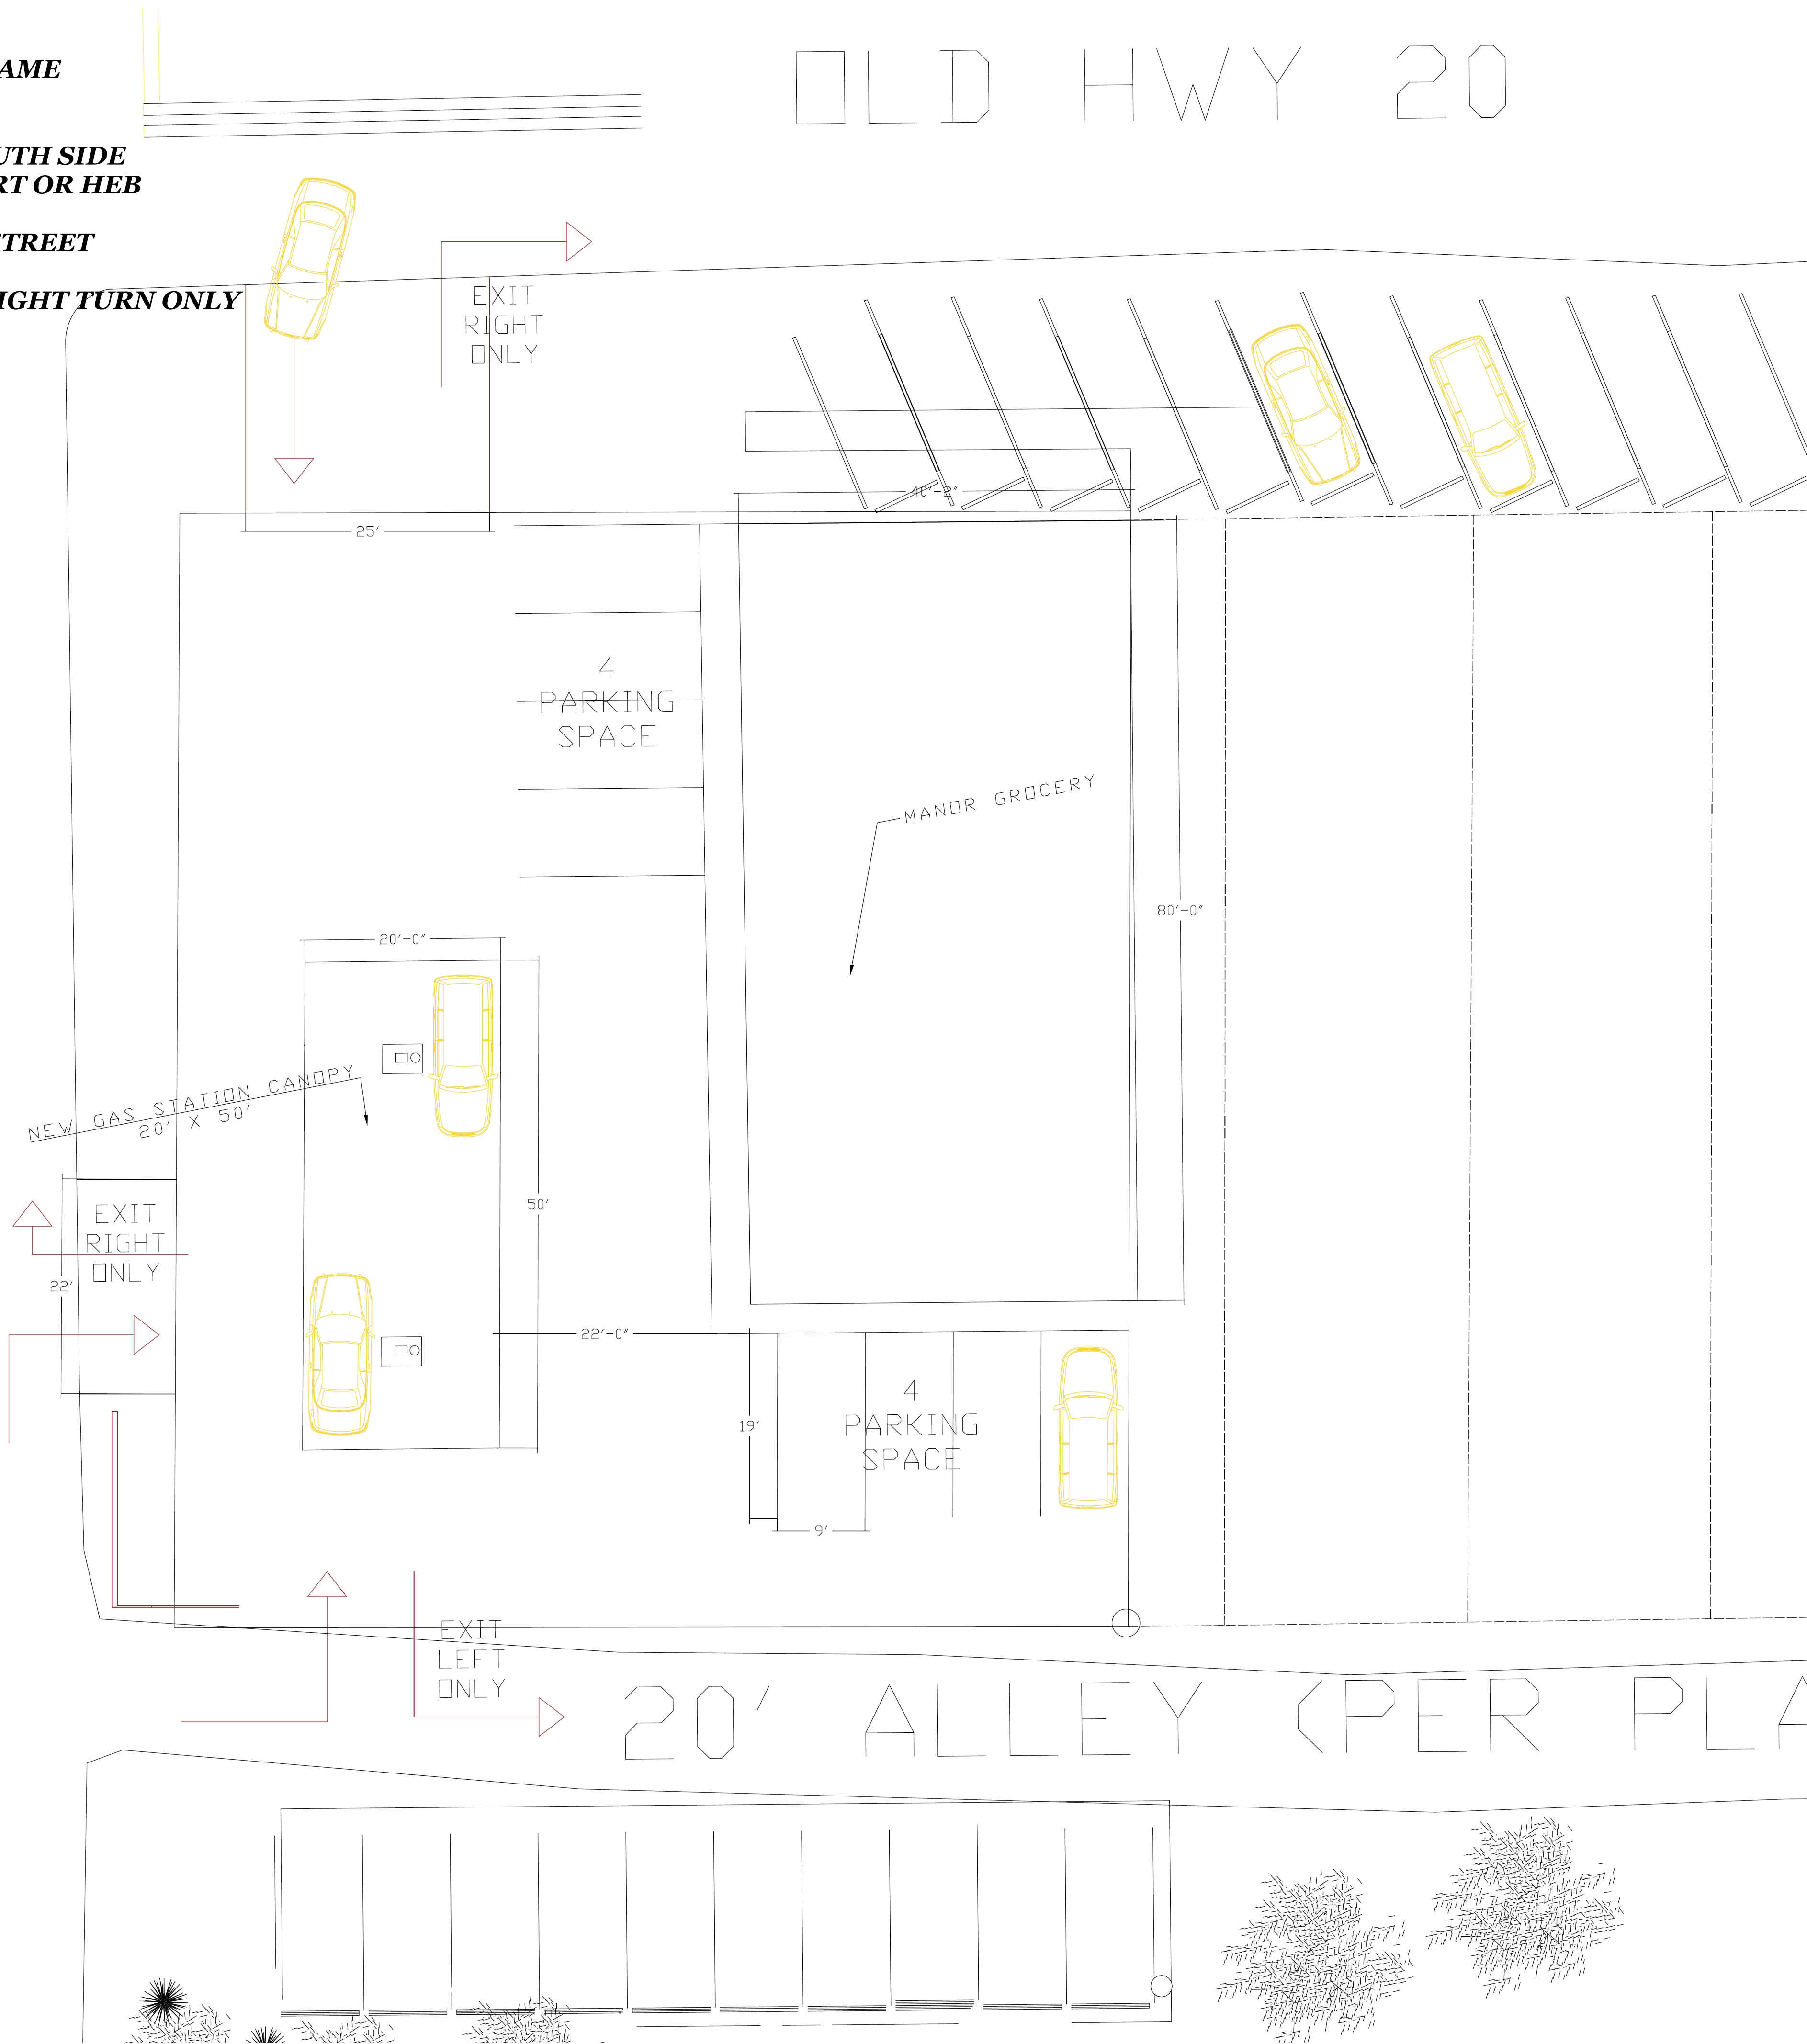 AME
UTH SIDE
RT OR HEB
STREET
IGHT TURN ONLY
OLD HWY 20
EXIT
RIGHT
ONLY
25'
40'-2"
4
PARKING
SPACE
MANOR GROCERY
80'-0"
20'-0"
NEW GAS STATION CANOPY
20' X 50'
50'
EXIT
RIGHT
ONLY
22'
22'-0"
4
PARKING
SPACE
19'
9'
EXIT
LEFT
ONLY
20' ALLEY (PER PLA